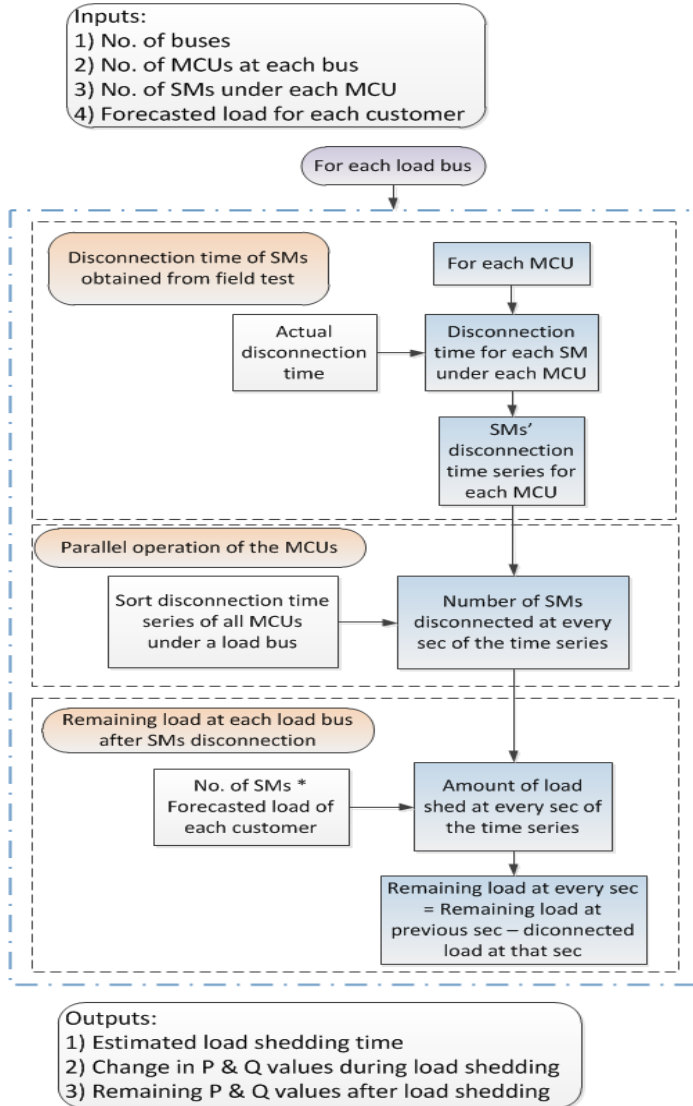 Inputs:
1) No. of buses
2) No. of MCUs at each bus
3) No. of SMs under each MCU
4) Forecasted load for each customer
For each load bus
Disconnection time of SMs
obtained from field test
For each MCU
Actual
disconnection
time
Disconnection
time for each SM
under each MCU
SMs'
disconnection
time series for
each MCU
Parallel operation of the MCUs
Sort disconnection time
series of all MCUs
under a load bus
Number of SMs
disconnected at every
sec of the time series
Remaining load at each load bus
after SMs disconnection
No. of SMs *
Forecasted load of
each customer
Amount of load
shed at every sec of
the time series
Remaining load at every sec
= Remaining load at
previous sec – diconnected
load at that sec
Outputs:
1) Estimated load shedding time
2) Change in P & Q values during load shedding
3) Remaining P & Q values after load shedding